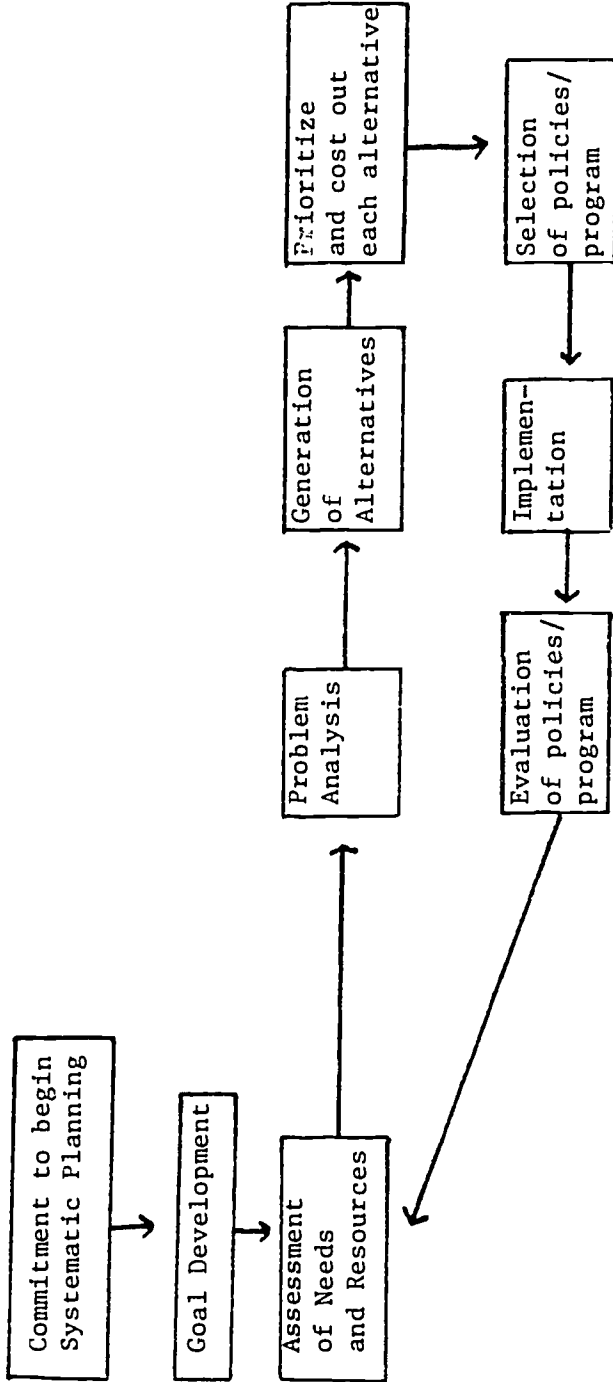 Commitment to begin
Systematic Planning
Goal Development
Assessment
of Needs
and Resources
Problem
Analysis
Generation
of
Alternatives
Prioritize
and cost out
each alternative
Selection
of policies/
program
Implemen-
tation
Evaluation
of policies/
program